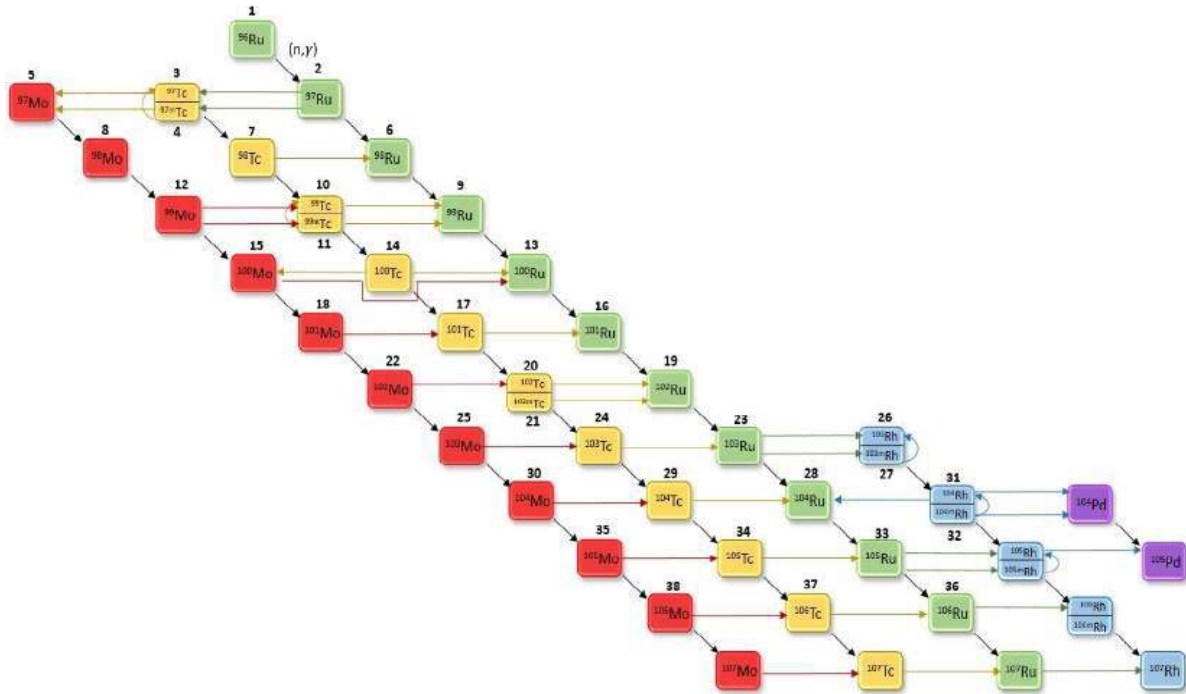 1
⁹⁶Ru
(n,γ)
5
3
2
⁹⁷Mo
⁹⁷Tc
⁹⁷ᵐTc
⁹⁷Ru
8
4
7
6
⁹⁸Mo
⁹⁸Tc
⁹⁸Ru
12
10
9
⁹⁹Mo
⁹⁹Tc
⁹⁹ᵐTc
⁹⁹Ru
15
11
14
13
¹⁰⁰Mo
¹⁰⁰Tc
¹⁰⁰Ru
18
17
16
¹⁰¹Mo
¹⁰¹Tc
¹⁰¹Ru
22
20
19
¹⁰²Mo
¹⁰²Tc
¹⁰²ᵐTc
¹⁰²Ru
25
21
24
23
26
¹⁰³Mo
¹⁰³Tc
¹⁰³Ru
¹⁰³Rh
¹⁰³ᵐRh
30
29
28
27
31
¹⁰⁴Mo
¹⁰⁴Tc
¹⁰⁴Ru
¹⁰⁴Rh
¹⁰⁴ᵐRh
¹⁰⁴Pd
35
34
33
32
¹⁰⁵Mo
¹⁰⁵Tc
¹⁰⁵Ru
¹⁰⁵Rh
¹⁰⁵ᵐRh
¹⁰⁵Pd
38
37
36
¹⁰⁶Mo
¹⁰⁶Tc
¹⁰⁶Ru
¹⁰⁶Rh
¹⁰⁶ᵐRh
¹⁰⁷Mo
¹⁰⁷Tc
¹⁰⁷Ru
¹⁰⁷Rh